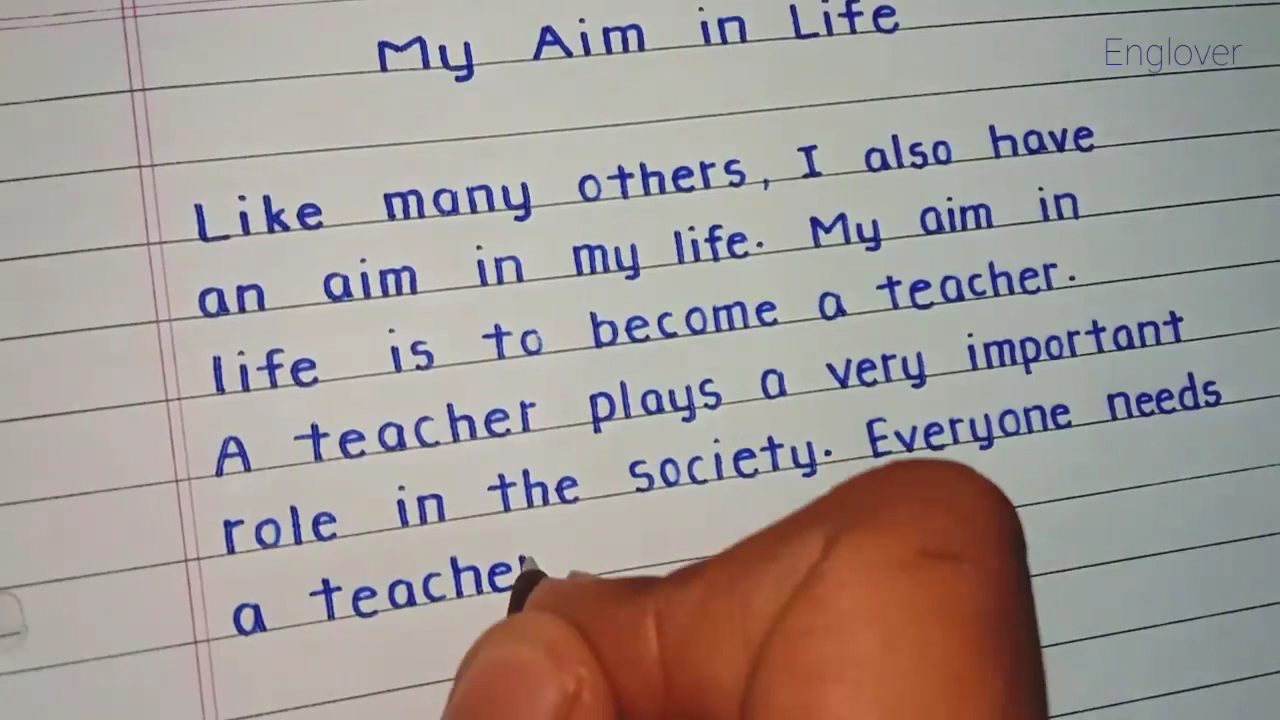 My Aim in Life
Englover
Like many others, I also have
an aim in my life. My aim in
life is to become a teacher.
A teacher plays a very important
role in the society. Everyone needs
a teacher